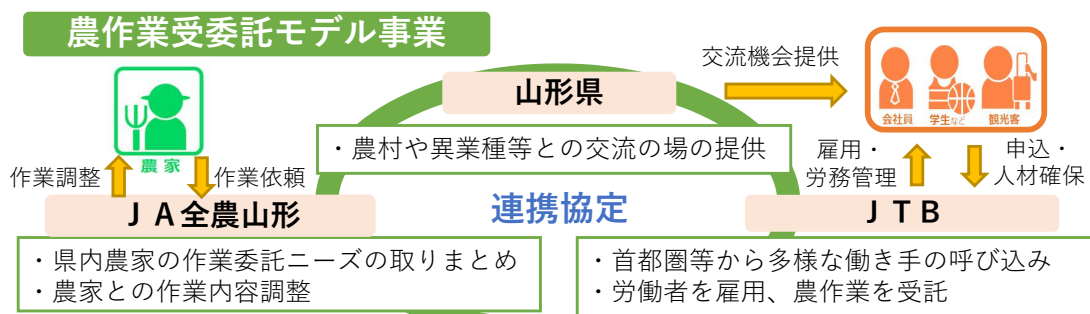 農作業受委託モデル事業
交流機会提供
会社員 学生など 観光客
山形県
農家
・農村や異業種等との交流の場の提供
雇用・
労務管理
申込・
人材確保
作業調整
作業依頼
ＪＡ全農山形
連携協定
ＪＴＢ
・県内農家の作業委託ニーズの取りまとめ
・農家との作業内容調整
・首都圏等から多様な働き手の呼び込み
・労働者を雇用、農作業を受託